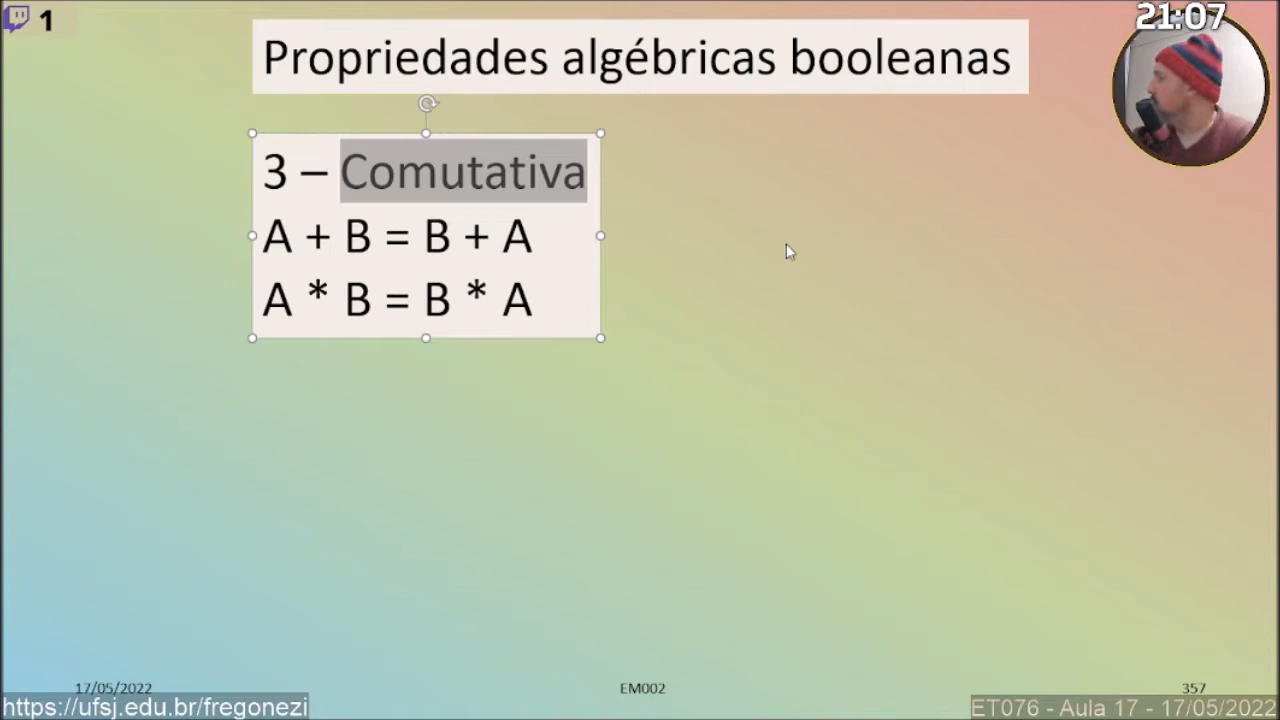 1
21:07
Propriedades algébricas booleanas
3 – Comutativa
A + B = B + A
A * B = B * A
17/05/2022
EM002
357
https://ufsj.edu.br/fregonezi
ET076 - Aula 17 - 17/05/2022